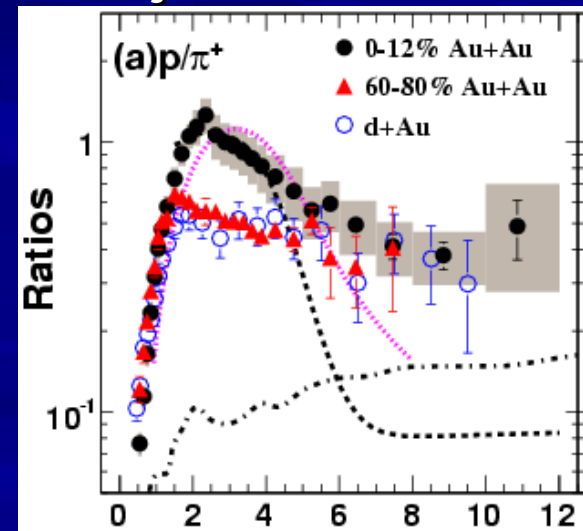 (a)p/π⁺
0-12% Au+Au
60-80% Au+Au
d+Au
Ratios
1
10⁻¹
0 2 4 6 8 10 12